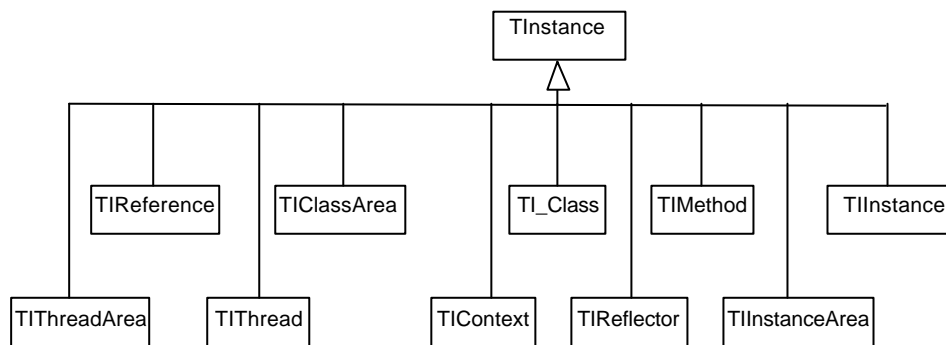 TInstance
TIReference
TIClassArea
TI_Class
TIMethod
TIInstance
TIThreadArea
TIThread
TIContext
TIReflector
TIInstanceArea